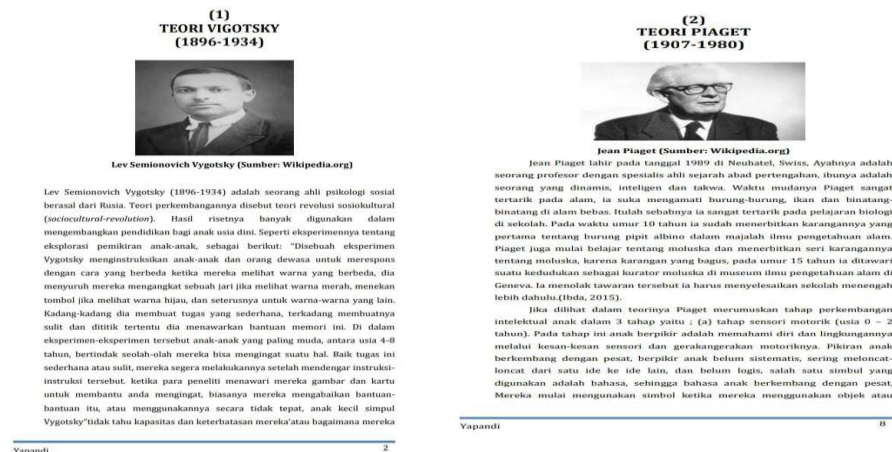 (1)
TEORI VIGOTSKY
(1896-1934)
Lev Semionovich Vygotsky (Sumber: Wikipedia.org)
Lev Semionovich Vygotsky (1896-1934) adalah seorang ahli psikologi sosial
berasal dari Rusia. Teori perkembangannya disebut teori revolusi sosiokultural
(sociocultural-revolution). Hasil risetnya banyak digunakan dalam
mengembangkan pendidikan bagi anak usia dini. Seperti eksperimennya tentang
eksplorasi pemikiran anak-anak, sebagai berikut: "Disebuah eksperimen
Vygotsky menginstruksikan anak-anak dan orang dewasa untuk merespons
dengan cara yang berbeda ketika mereka melihat warna yang berbeda, dia
menyuruh mereka mengangkat sebuah jari jika melihat warna merah, menekan
tombol jika melihat warna hijau, dan seterusnya untuk warna-warna yang lain.
Kadang-kadang dia membuat tugas yang sederhana, terkadang membuatnya
sulit dan dititik tertentu dia menawarkan bantuan memori ini. Di dalam
eksperimen-eksperimen tersebut anak-anak yang paling muda, antara usia 4-8
tahun, bertindak seolah-olah mereka bisa mengingat suatu hal. Baik tugas ini
sederhana atau sulit, mereka segera melakukannya setelah mendengar instruksi-
instruksi tersebut. ketika para peneliti menawari mereka gambar dan kartu
untuk membantu anda mengingat, biasanya mereka mengabaikan bantuan-
bantuan itu, atau menggunakannya secara tidak tepat, anak kecil simpul
Vygotsky"tidak tahu kapasitas dan keterbatasan mereka'atau bagaimana mereka
Yapandi
2
(2)
TEORI PIAGET
(1907-1980)
Jean Piaget (Sumber: Wikipedia.org)
Jean Piaget lahir pada tanggal 1989 di Neuhatel, Swiss, Ayahnya adalah
seorang profesor dengan spesialis ahli sejarah abad pertengahan, ibunya adalah
seorang yang dinamis, inteligen dan takwa. Waktu mudanya Piaget sangat
tertarik pada alam, ia suka mengamati burung-burung, ikan dan binatang-
binatang di alam bebas. Itulah sebabnya ia sangat tertarik pada pelajaran biologi
di sekolah. Pada waktu umur 10 tahun ia sudah menerbitkan karangannya yang
pertama tentang burung pipit albino dalam majalah ilmu pengetahuan alam.
Piaget juga mulai belajar tentang moluska dan menerbitkan seri karangannya
tentang moluska, karena karangan yang bagus, pada umur 15 tahun ia ditawari
suatu kedudukan sebagai kurator moluska di museum ilmu pengetahuan alam di
Geneva. Ia menolak tawaran tersebut ia harus menyelesaikan sekolah menengah
lebih dahulu.(Ibda, 2015).
Jika dilihat dalam teorinya Piaget merumuskan tahap perkembangan
intelektual anak dalam 3 tahap yaitu ; (a) tahap sensori motorik (usia 0 – 2
tahun). Pada tahap ini anak berpikir adalah memahami diri dan lingkungannya
melalui kesan-kesan sensori dan gerakangerakan motoriknya. Pikiran anak
berkembang dengan pesat, berpikir anak belum sistematis, sering meloncat-
loncat dari satu ide ke ide lain, dan belum logis, salah satu simbul yang
digunakan adalah bahasa, sehingga bahasa anak berkembang dengan pesat,
Mereka mulai mengunakan simbol ketika mereka menggunakan objek atau
Yapandi
8